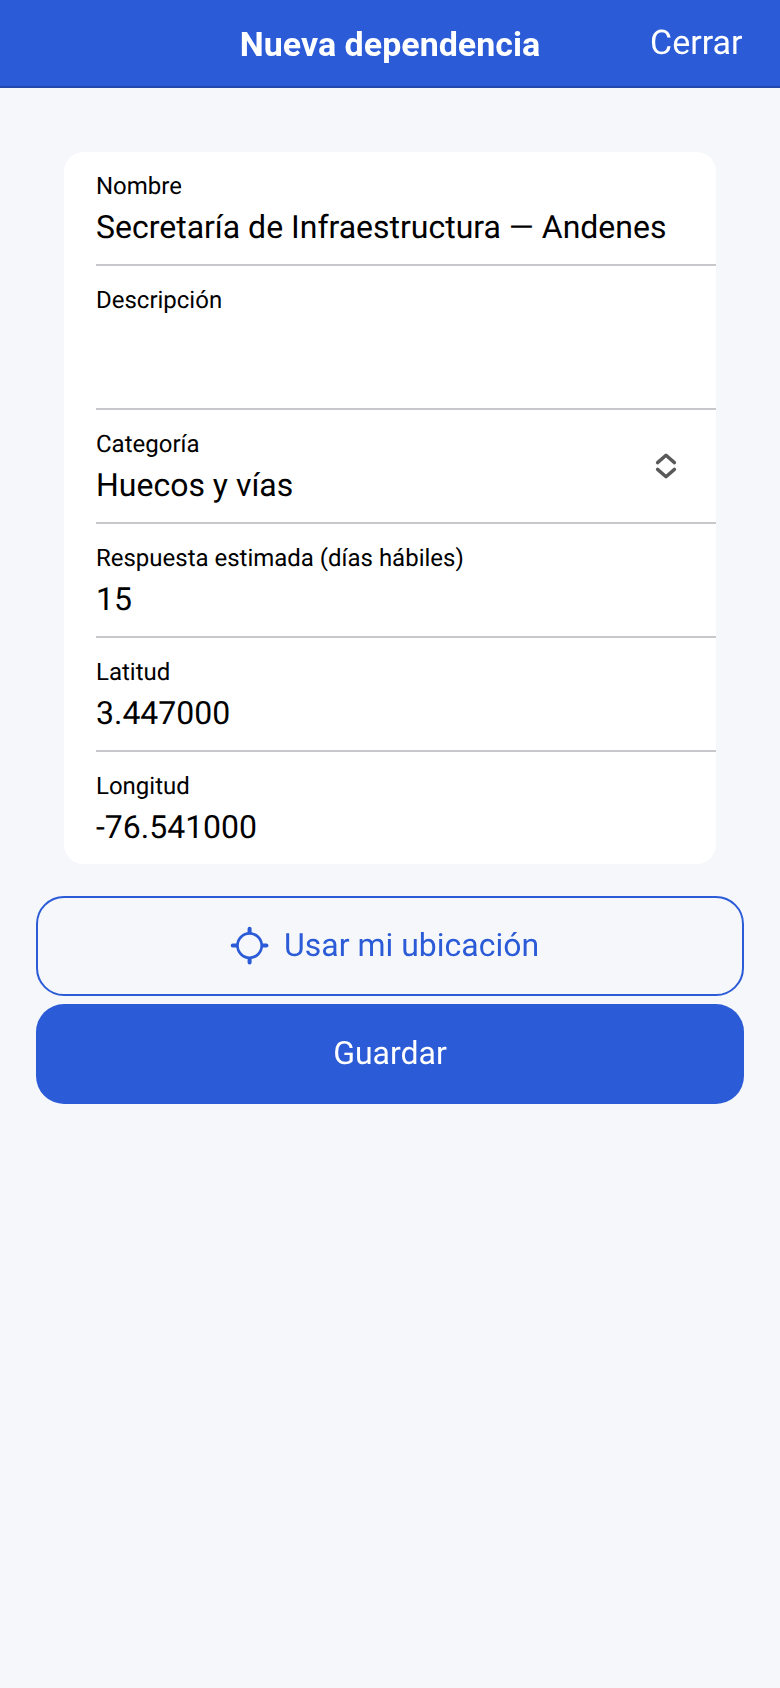 Nueva dependencia
Cerrar
Nombre
Secretaría de Infraestructura — Andenes
Descripción
Categoría
Huecos y vías
Respuesta estimada (días hábiles)
15
Latitud
3.447000
Longitud
-76.541000
Usar mi ubicación
Guardar